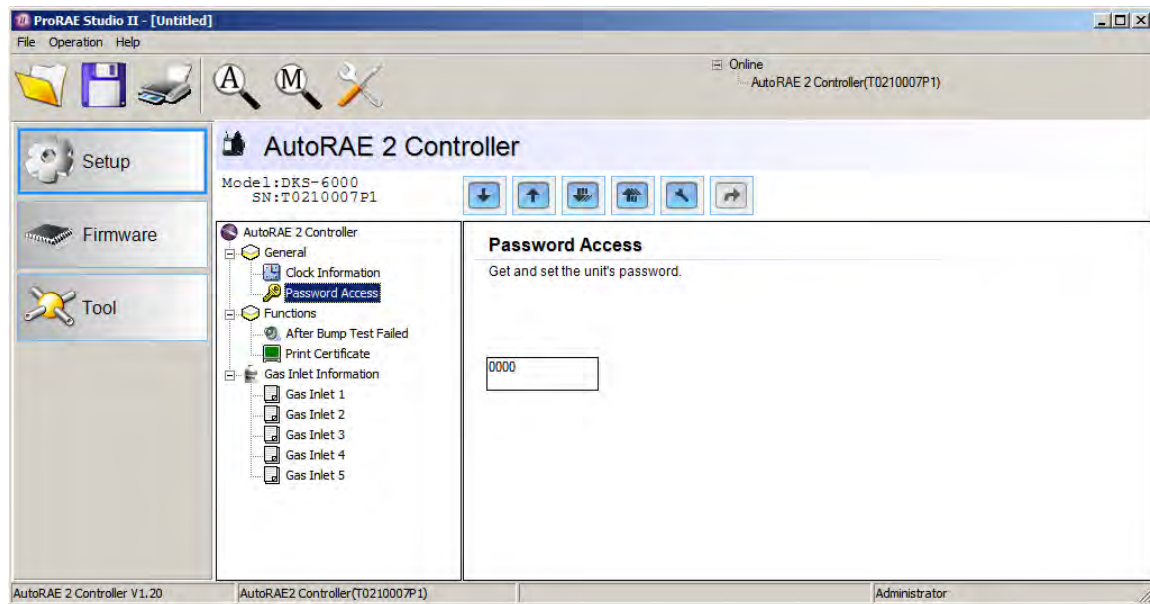 ProRAE Studio II - [Untitled]
File Operation Help
A M
Online
AutoRAE 2 Controller(T0210007P1)
Setup
Firmware
Tool
AutoRAE 2 Controller
Model:DKS-6000
SN:T0210007P1
AutoRAE 2 Controller
General
Clock Information
Password Access
Functions
After Bump Test Failed
Print Certificate
Gas Inlet Information
Gas Inlet 1
Gas Inlet 2
Gas Inlet 3
Gas Inlet 4
Gas Inlet 5
Password Access
Get and set the unit's password.
0000
AutoRAE 2 Controller V1.20 AutoRAE2 Controller(T0210007P1) Administrator